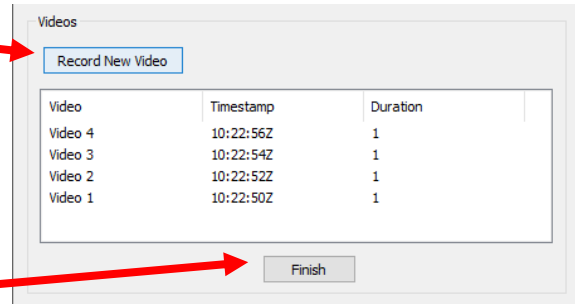 Videos
Record New Video
Video Timestamp Duration
Video 4 10:22:56Z 1
Video 3 10:22:54Z 1
Video 2 10:22:52Z 1
Video 1 10:22:50Z 1
Finish